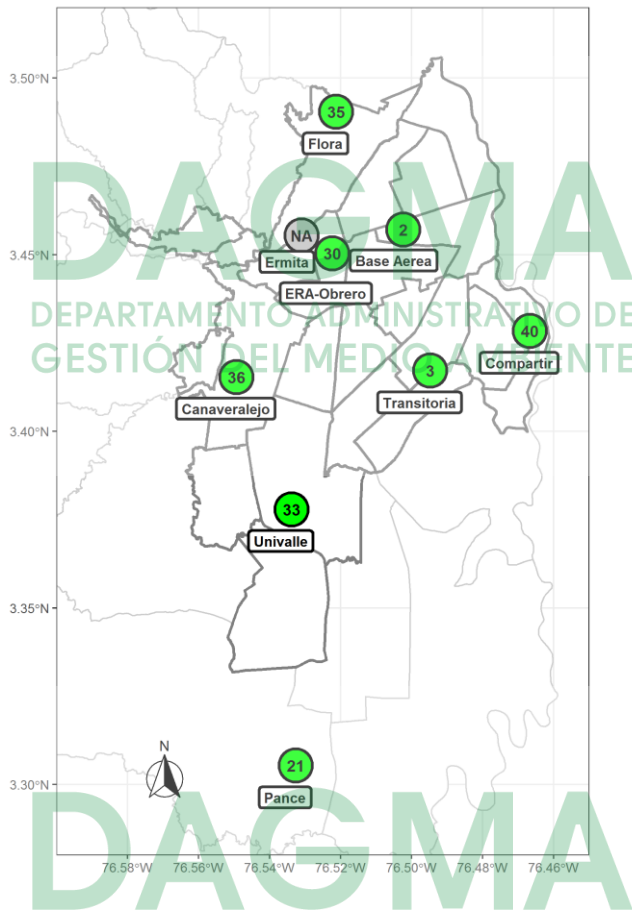 3.50°N
35
Flora
DAGMA
NA
2
3.45°N
Ermita
30
Base Aerea
ERA-Obrero
DEPARTAMENTO ADMINISTRATIVO DE
40
GESTIÓN DEL MEDIO AMBIENTE
Compartir
36
3
Canaveralejo
Transitoria
3.40°N
33
Univalle
3.35°N
N
21
3.30°N
Pance
DAGMA
76.58°W 76.56°W 76.54°W 76.52°W 76.50°W 76.48°W 76.46°W